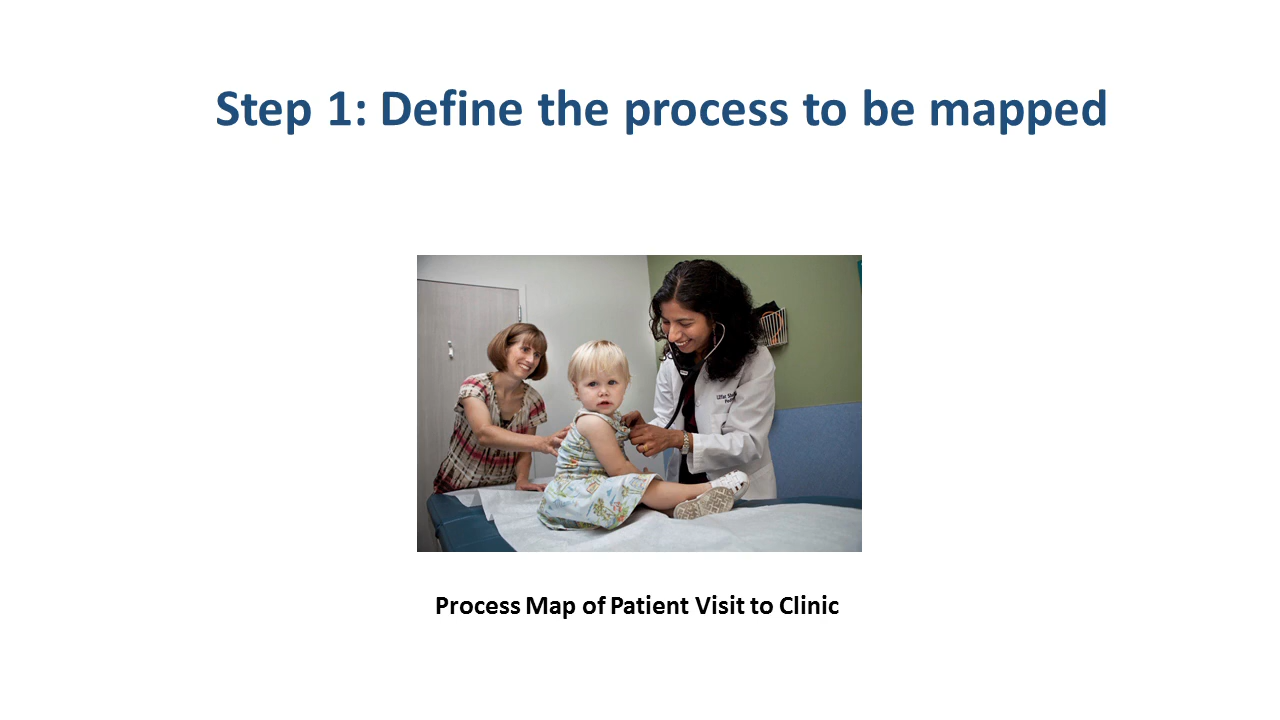 Step 1: Define the process to be mapped
Process Map of Patient Visit to Clinic